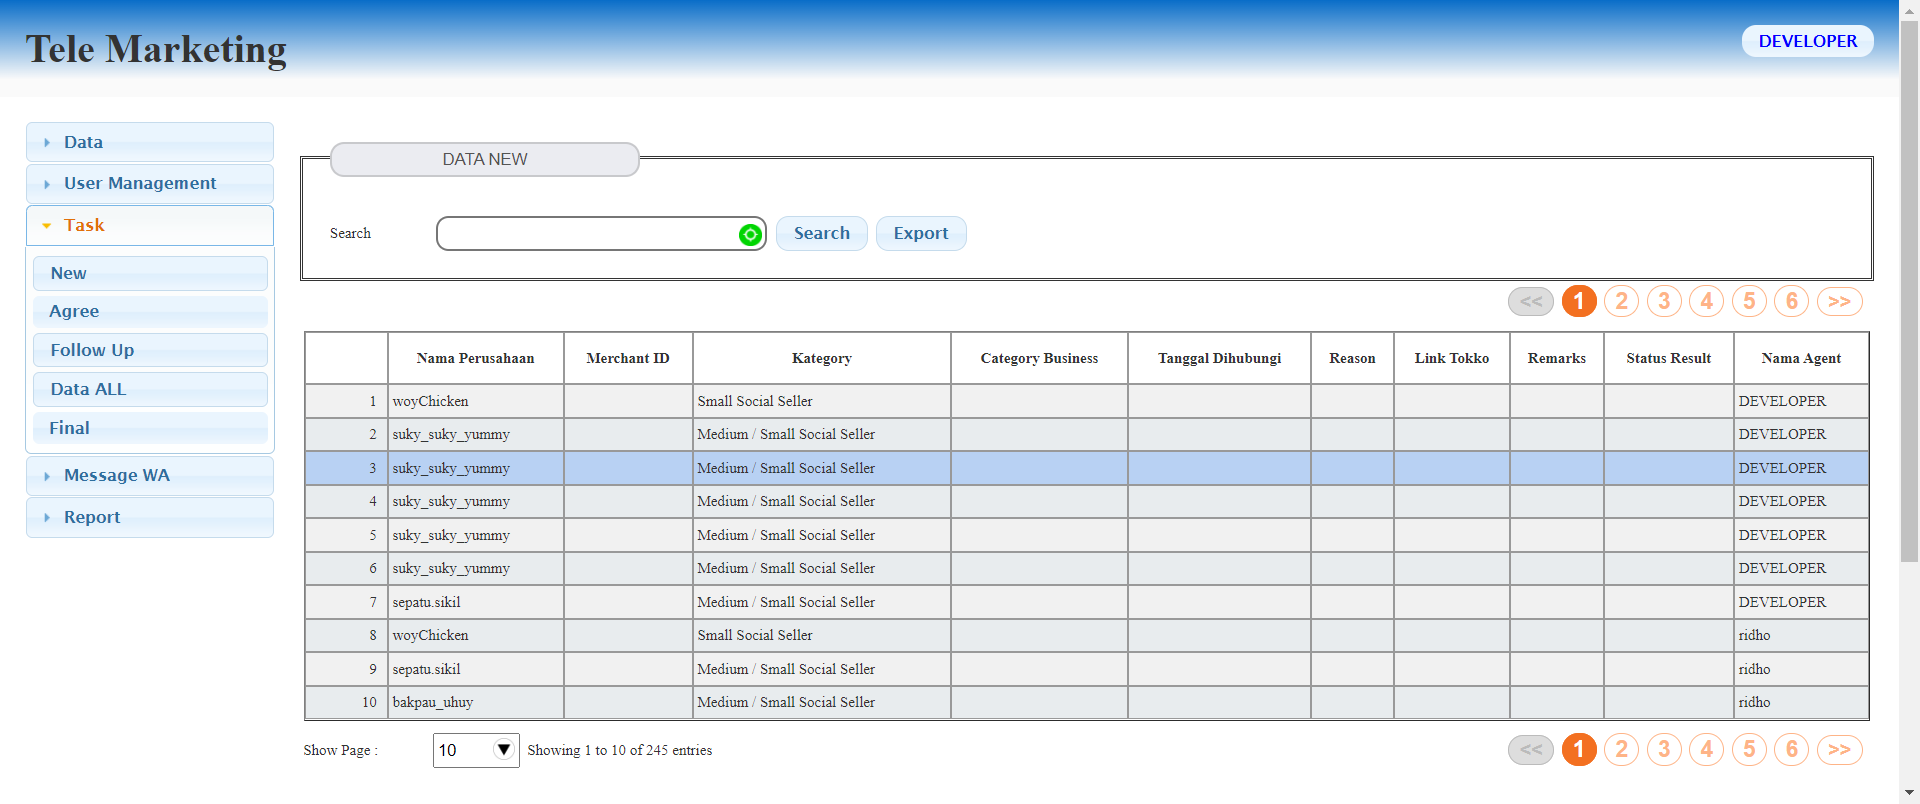 Tele Marketing
DEVELOPER
Data
User Management
Task
New
Agree
Follow Up
Data ALL
Final
Message WA
Report
DATA NEW
Search
Search Export
<< 1 2 3 4 5 6 >>
Nama Perusahaan Merchant ID Kategory Category Business Tanggal Dihubungi Reason Link Tokko Remarks Status Result Nama Agent
1 woyChicken Small Social Seller DEVELOPER
2 suky_suky_yummy Medium / Small Social Seller DEVELOPER
3 suky_suky_yummy Medium / Small Social Seller DEVELOPER
4 suky_suky_yummy Medium / Small Social Seller DEVELOPER
5 suky_suky_yummy Medium / Small Social Seller DEVELOPER
6 suky_suky_yummy Medium / Small Social Seller DEVELOPER
7 sepatu.sikil Medium / Small Social Seller DEVELOPER
8 woyChicken Small Social Seller ridho
9 sepatu.sikil Medium / Small Social Seller ridho
10 bakpau_uhuy Medium / Small Social Seller ridho
Show Page : 10 Showing 1 to 10 of 245 entries
<< 1 2 3 4 5 6 >>